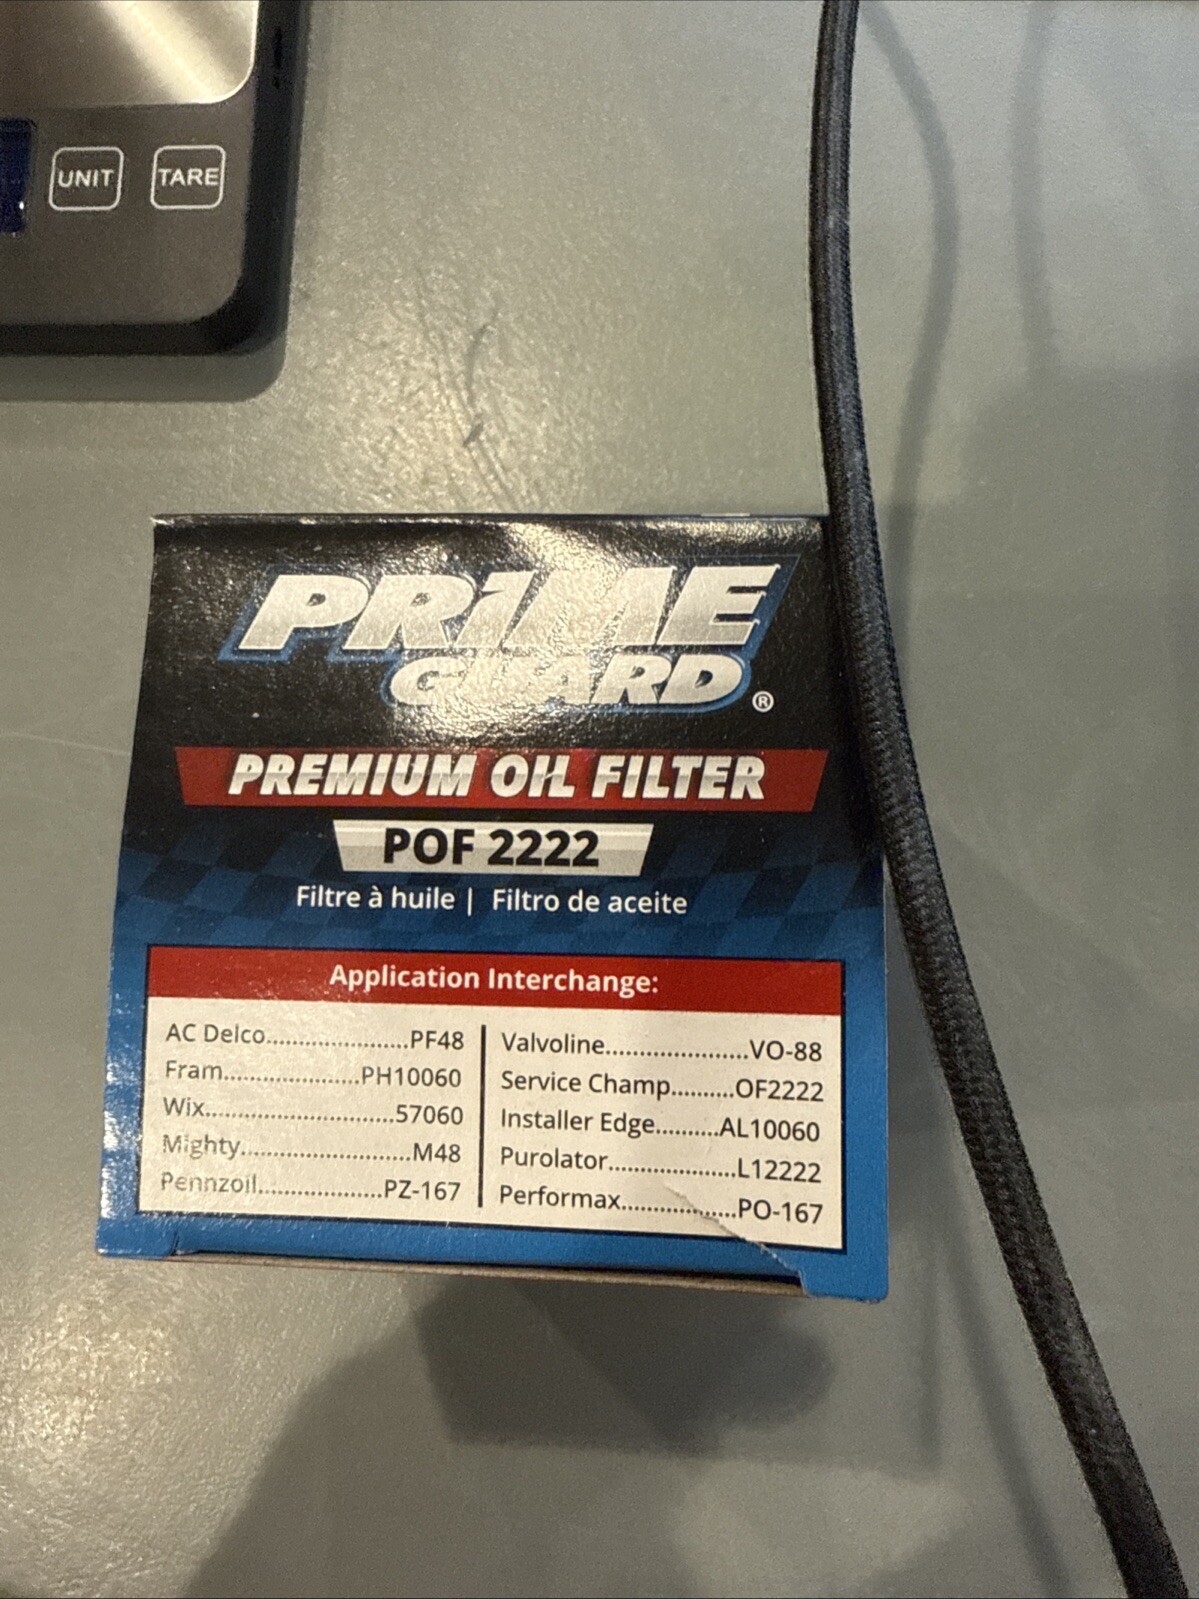 UNIT TARE
PRiME
GUARD®
PREMIUM OIL FILTER
POF 2222
Filtre à huile | Filtro de aceite
Application Interchange:
AC Delco......................PF48
Fram.....................PH10060
Wix.............................57060
Mighty..........................M48
Pennzoil...................PZ-167
Valvoline......................VO-88
Service Champ..........OF2222
Installer Edge..........AL10060
Purolator....................L12222
Performax..................PO-167